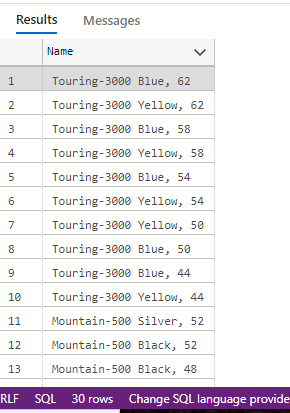 Results Messages
Name
1 Touring-3000 Blue, 62
2 Touring-3000 Yellow, 62
3 Touring-3000 Blue, 58
4 Touring-3000 Yellow, 58
5 Touring-3000 Blue, 54
6 Touring-3000 Yellow, 54
7 Touring-3000 Yellow, 50
8 Touring-3000 Blue, 50
9 Touring-3000 Blue, 44
10 Touring-3000 Yellow, 44
11 Mountain-500 Silver, 52
12 Mountain-500 Black, 52
13 Mountain-500 Black, 48
RLF SQL 30 rows Change SQL language provide